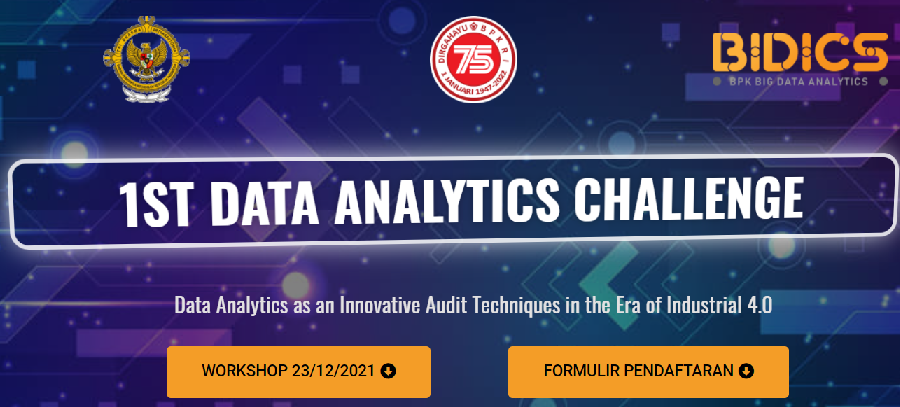 DIRGAHAYU BPK RI
75
1 JANUARI 1947-2022
BIDICS
BPK BIG DATA ANALYTICS
1ST DATA ANALYTICS CHALLENGE
Data Analytics as an Innovative Audit Techniques in the Era of Industrial 4.0
WORKSHOP 23/12/2021
FORMULIR PENDAFTARAN